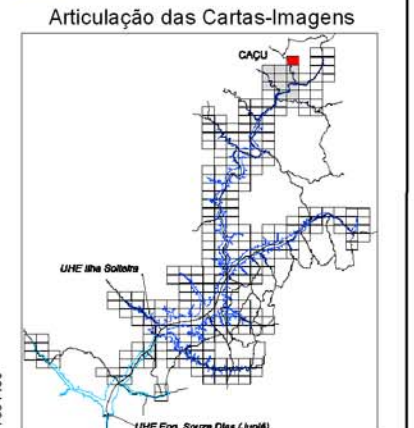 Articulação das Cartas-Imagens
CAÇU
UHE Ilha Solteira
UHE Eng. Souza Dias (Jupiá)